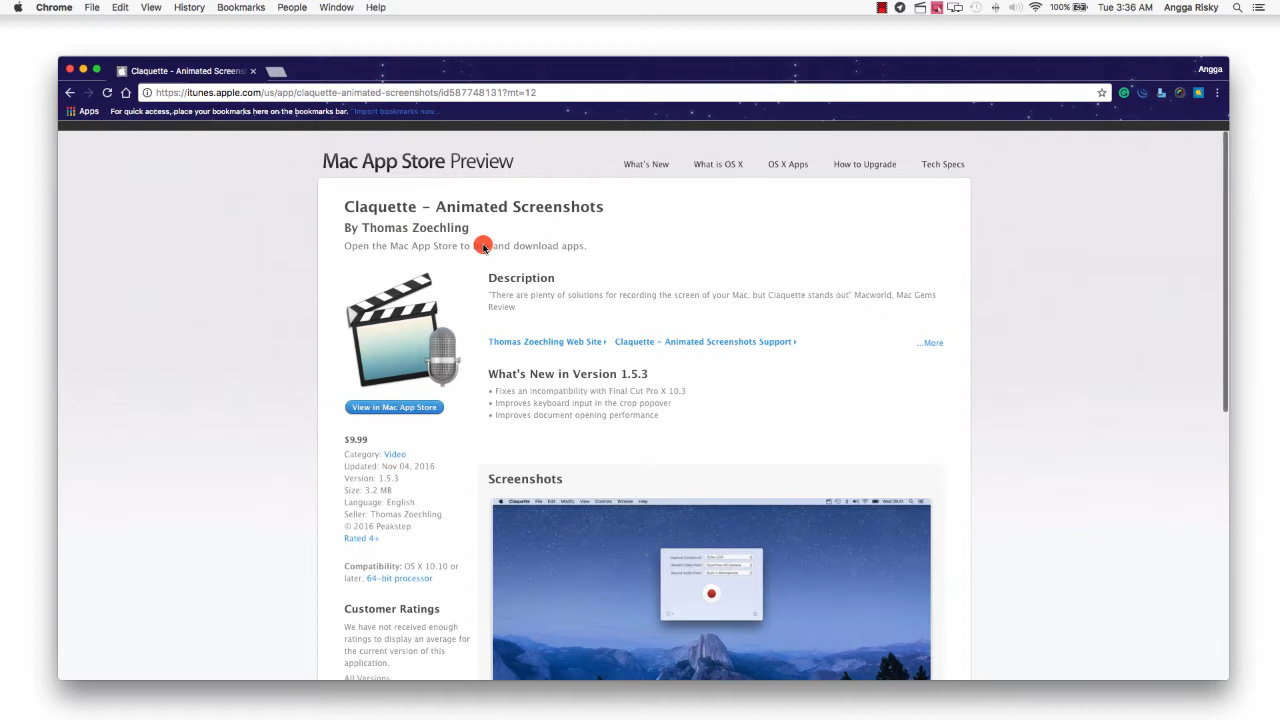 Chrome File Edit View History Bookmarks People Window Help 100% Tue 3:36 AM Angga Risky
Claquette - Animated Screens
Angga
https://itunes.apple.com/us/app/claquette-animated-screenshots/id587748131?mt=12
Apps For quick access, place your bookmarks here on the bookmarks bar. Import bookmarks now...
Mac App Store Preview
What's New What is OS X OS X Apps How to Upgrade Tech Specs
Claquette - Animated Screenshots
By Thomas Zoechling
Open the Mac App Store to and download apps.
Description
"There are plenty of solutions for recording the screen of your Mac, but Claquette stands out" Macworld, Mac Gems
Review
Thomas Zoechling Web Site Claquette - Animated Screenshots Support
...More
What's New in Version 1.5.3
• Fixes an incompatibility with Final Cut Pro X 10.3
• Improves keyboard input in the crop popover
• Improves document opening performance
View in Mac App Store
$9.99
Category: Video
Updated: Nov 04, 2016
Version: 1.5.3
Size: 3.2 MB
Language: English
Seller: Thomas Zoechling
© 2016 Peakstep
Rated 4+
Compatibility: OS X 10.10 or
later, 64-bit processor
Customer Ratings
We have not received enough
ratings to display an average for
the current version of this
application.
All Versions:
Screenshots
Claquette File Edit Modify View Controls Window Help